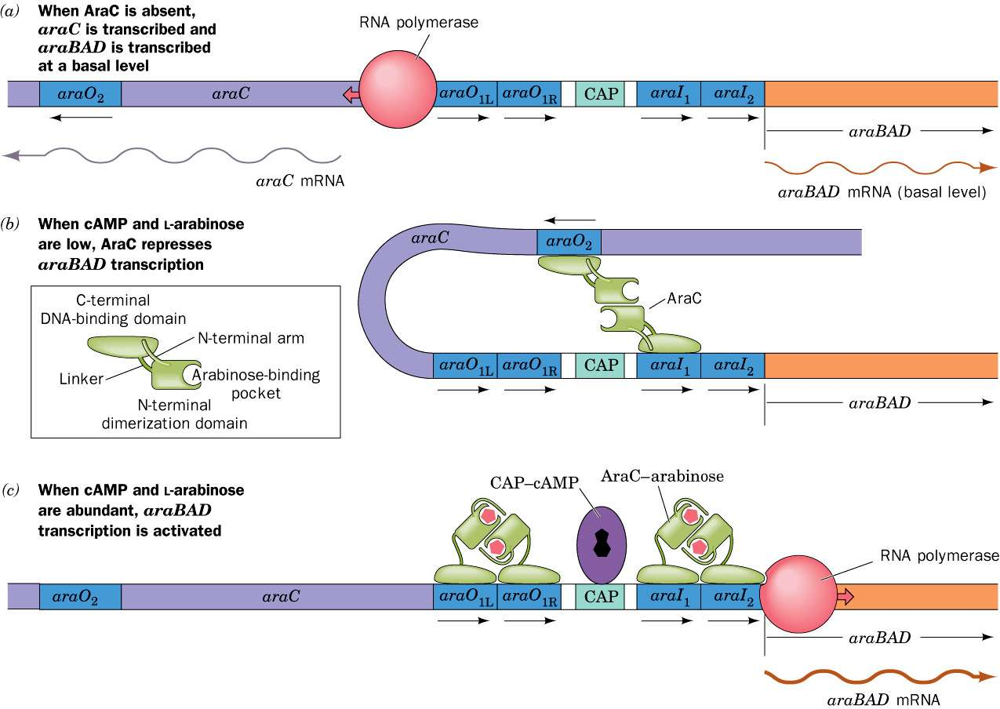 (a) When AraC is absent,
araC is transcribed and
araBAD is transcribed
at a basal level
RNA polymerase
araO2 araC araO1L araO1R CAP araI1 araI2
araBAD
araC mRNA
araBAD mRNA (basal level)
(b) When cAMP and L-arabinose
are low, AraC represses
araBAD transcription
araC araO2
C-terminal
DNA-binding domain
N-terminal arm
Linker
Arabinose-binding
pocket
N-terminal
dimerization domain
AraC
araO1L araO1R CAP araI1 araI2
araBAD
(c) When cAMP and L-arabinose
are abundant, araBAD
transcription is activated
CAP–cAMP
AraC–arabinose
RNA polymerase
araO2 araC araO1L araO1R CAP araI1 araI2
araBAD
araBAD mRNA